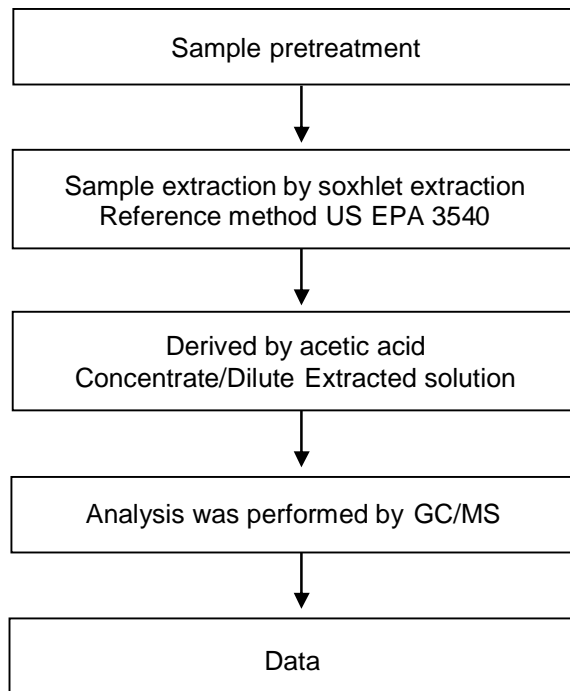 Sample pretreatment
Sample extraction by soxhlet extraction
Reference method US EPA 3540
Derived by acetic acid
Concentrate/Dilute Extracted solution
Analysis was performed by GC/MS
Data